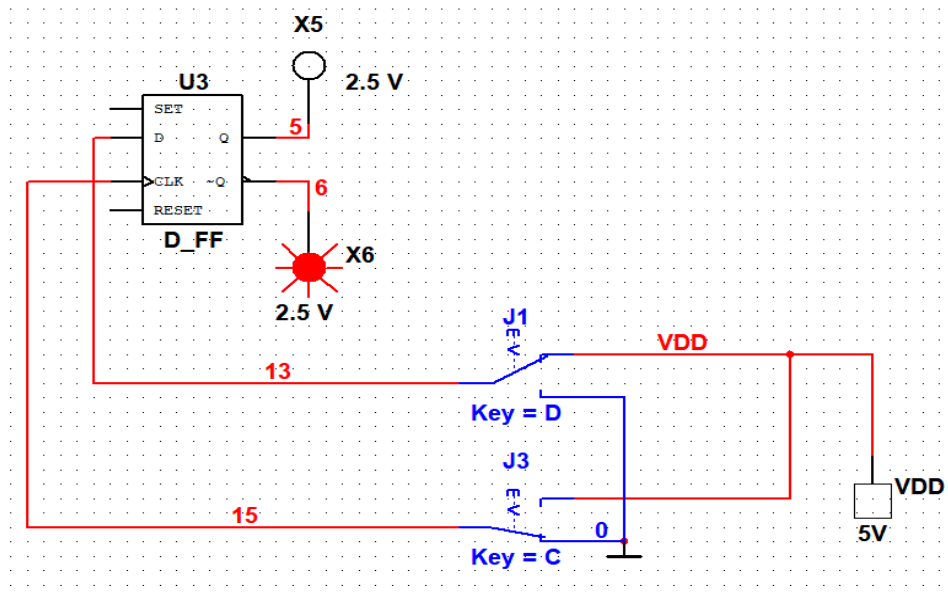 X5
2.5 V
U3
SET
D
Q
5
CLK
~Q
6
RESET
D_FF
X6
2.5 V
J1
VDD
13
Key = D
J3
VDD
15
0
5V
Key = C